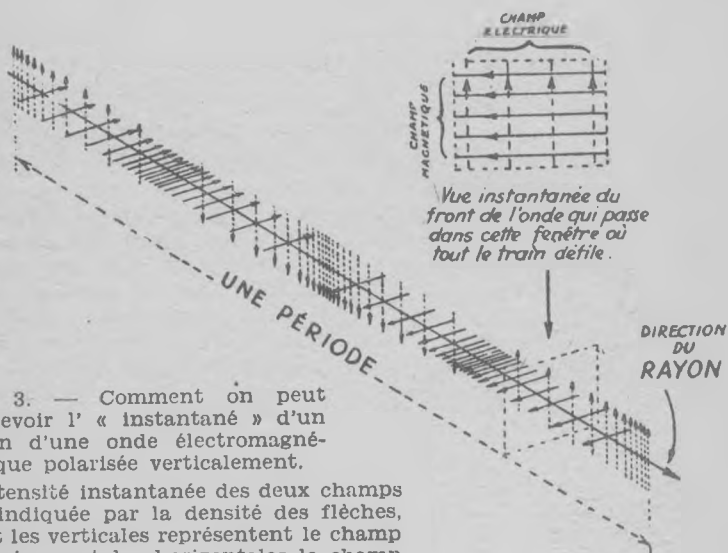 CHAMP
ELECTRIQUE
CHAMP
MAGNÉTIQUE
Vue instantanée du
front de l'onde qui passe
dans cette fenêtre où
tout le train défile.
UNE PÉRIODE
DIRECTION
DU
RAYON
3. — Comment on peut
evoir l' « instantané » d'un
n d'une onde électromagné-
que polarisée verticalement.
tensité instantanée des deux champs
indiquée par la densité des flèches,
t les verticales représentent le champ